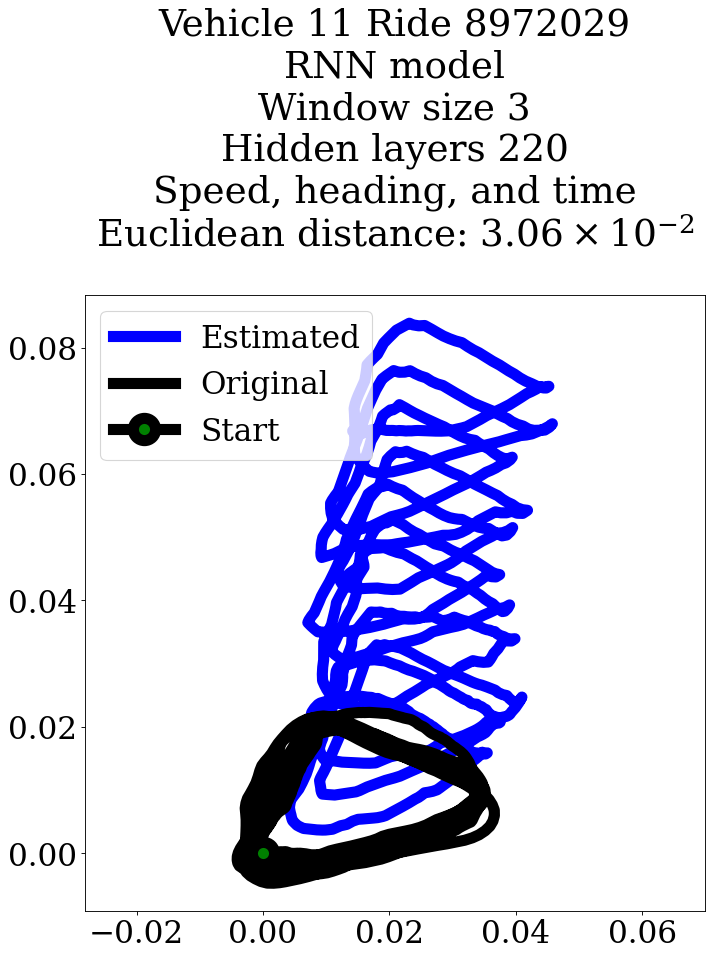 Vehicle 11 Ride 8972029
RNN model
Window size 3
Hidden layers 220
Speed, heading, and time
Euclidean distance: 3.06 × 10⁻²
Estimated
Original
Start
0.08
0.06
0.04
0.02
0.00
−0.02 0.00 0.02 0.04 0.06